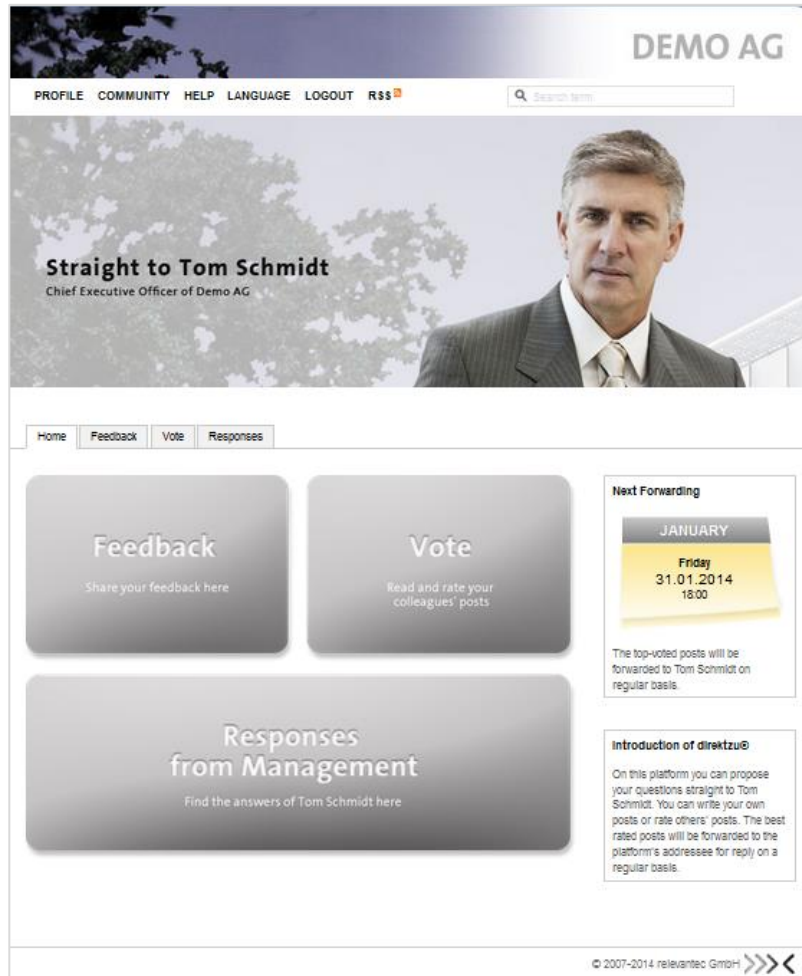 DEMO AG
PROFILE COMMUNITY HELP LANGUAGE LOGOUT RSS
Search term
Straight to Tom Schmidt
Chief Executive Officer of Demo AG
Home Feedback Vote Responses
Feedback
Share your feedback here
Vote
Read and rate your
colleagues' posts
Responses
from Management
Find the answers of Tom Schmidt here
Next Forwarding
JANUARY
Friday
31.01.2014
18:00
The top-voted posts will be
forwarded to Tom Schmidt on
regular basis.
Introduction of direktzu®
On this platform you can propose
your questions straight to Tom
Schmidt. You can write your own
posts or rate others' posts. The best
rated posts will be forwarded to the
platform's addressee for reply on a
regular basis.
© 2007-2014 relevantec GmbH